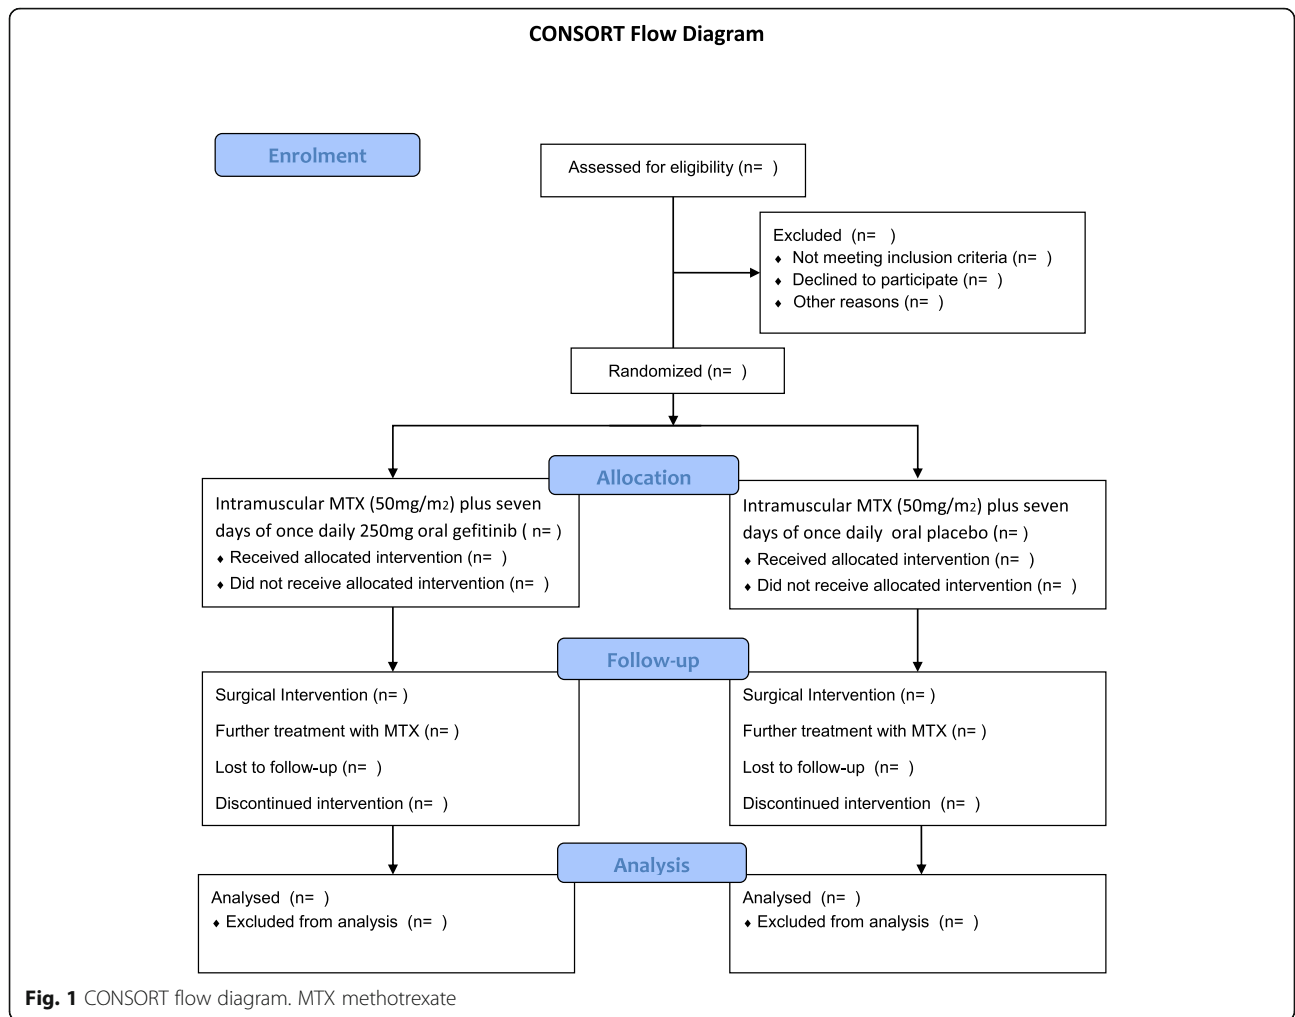 CONSORT Flow Diagram
Enrolment
Assessed for eligibility (n=  )
Excluded  (n=   )
♦ Not meeting inclusion criteria (n=  )
♦ Declined to participate (n=  )
♦ Other reasons (n=  )
Randomized (n=  )
Allocation
Intramuscular MTX (50mg/m2) plus seven
days of once daily 250mg oral gefitinib ( n= )
♦ Received allocated intervention (n=  )
♦ Did not receive allocated intervention (n=  )
Intramuscular MTX (50mg/m2) plus seven
days of once daily  oral placebo (n= )
♦ Received allocated intervention (n=  )
♦ Did not receive allocated intervention (n=  )
Follow-up
Surgical Intervention (n= )
Further treatment with MTX (n= )
Lost to follow-up (n=  )
Discontinued intervention (n=  )
Surgical Intervention (n= )
Further treatment with MTX (n= )
Lost to follow-up  (n=  )
Discontinued intervention  (n=  )
Analysis
Analysed  (n=  )
♦ Excluded from analysis  (n=  )
Analysed  (n=  )
♦ Excluded from analysis  (n=  )
Fig. 1 CONSORT flow diagram. MTX methotrexate